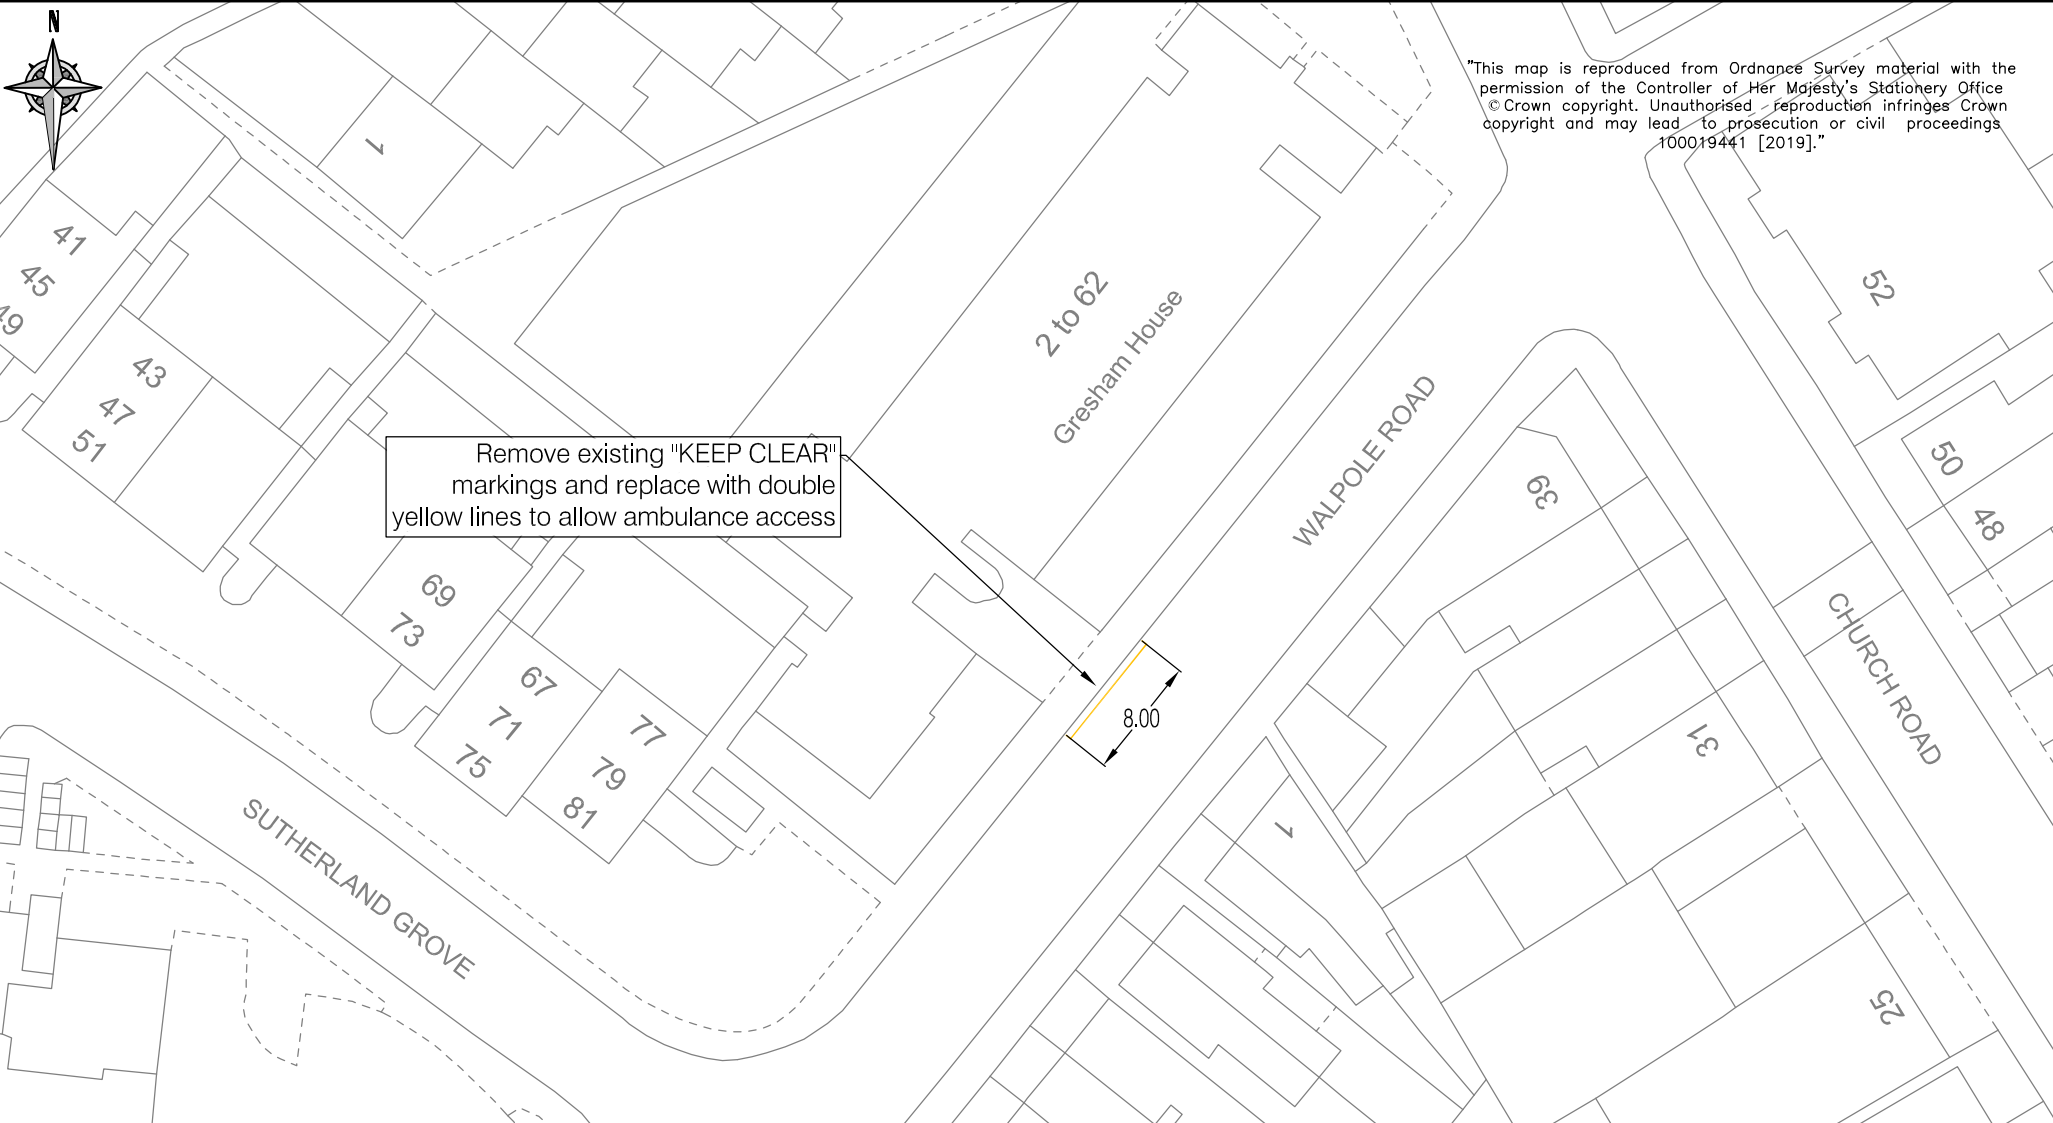 N
"This map is reproduced from Ordnance Survey material with the
permission of the Controller of Her Majesty's Stationery Office
© Crown copyright. Unauthorised reproduction infringes Crown
copyright and may lead to prosecution or civil proceedings
100019441 [2019]."
1
41
45
49
43
47
51
2 to 62
Gresham House
52
WALPOLE ROAD
Remove existing "KEEP CLEAR"
markings and replace with double
yellow lines to allow ambulance access
39
50
48
69
73
67
71
75
77
79
81
8.00
31
CHURCH ROAD
SUTHERLAND GROVE
1
25